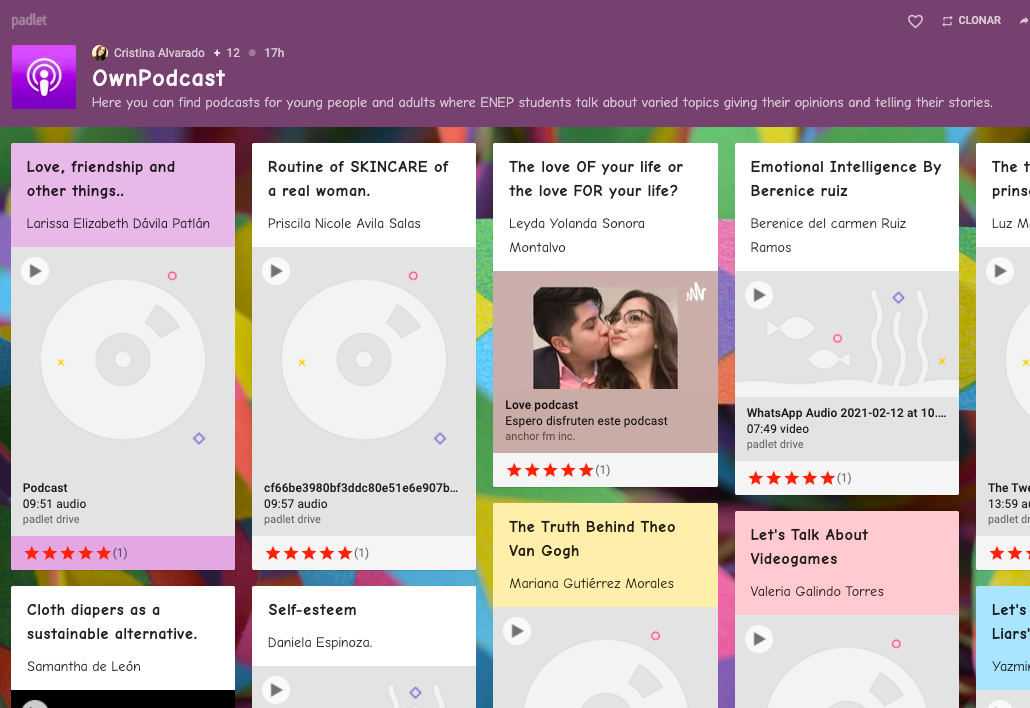 padlet
CLONAR
Cristina Alvarado + 12 17h
OwnPodcast
Here you can find podcasts for young people and adults where ENEP students talk about varied topics giving their opinions and telling their stories.
Love, friendship and
other things..
Larissa Elizabeth Dávila Patlán
Podcast
09:51 audio
padlet drive
(1)
Cloth diapers as a
sustainable alternative.
Samantha de León
Routine of SKINCARE of
a real woman.
Priscila Nicole Avila Salas
cf66be3980bf3ddc80e51e6e907b...
09:57 audio
padlet drive
(1)
Self-esteem
Daniela Espinoza.
The love OF your life or
the love FOR your life?
Leyda Yolanda Sonora
Montalvo
Love podcast
Espero disfruten este podcast
anchor fm inc.
(1)
The Truth Behind Theo
Van Gogh
Mariana Gutiérrez Morales
Emotional Intelligence By
Berenice ruiz
Berenice del carmen Ruiz
Ramos
WhatsApp Audio 2021-02-12 at 10....
07:49 video
padlet drive
(1)
Let's Talk About
Videogames
Valeria Galindo Torres
The
Luz
The Twe
13:59
padlet
Let's
Liars'